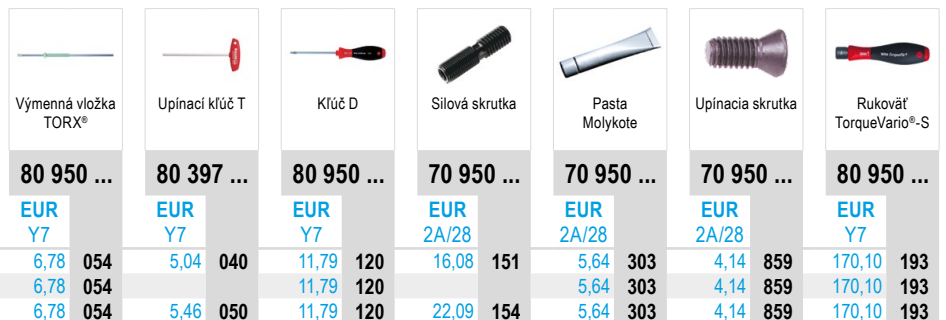 Výmenná vložka TORX®
Upínací kľúč T
Kľúč D
Silová skrutka
Pasta Molykote
Upínacia skrutka
Rukoväť TorqueVario®-S
80 950 ... 80 397 ... 80 950 ... 70 950 ... 70 950 ... 70 950 ... 80 950 ...
EUR EUR EUR EUR EUR EUR EUR
Y7 Y7 Y7 2A/28 2A/28 2A/28 Y7
6,78 054 5,04 040 11,79 120 16,08 151 5,64 303 4,14 859 170,10 193
6,78 054 11,79 120 5,64 303 4,14 859 170,10 193
6,78 054 5,46 050 11,79 120 22,09 154 5,64 303 4,14 859 170,10 193